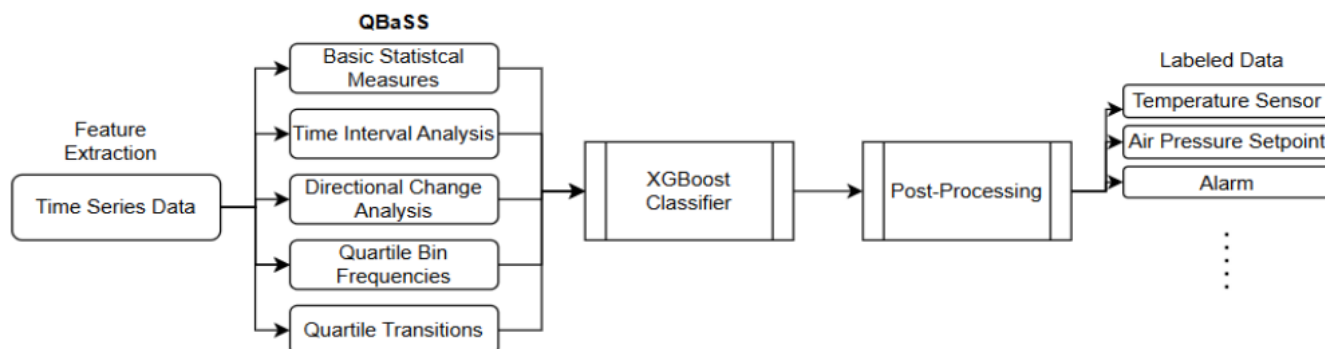 Feature
Extraction
Time Series Data
QBaSS
Basic Statistcal
Measures
Time Interval Analysis
Directional Change
Analysis
Quartile Bin
Frequencies
Quartile Transitions
XGBoost
Classifier
Post-Processing
Labeled Data
Temperature Sensor
Air Pressure Setpoint
Alarm